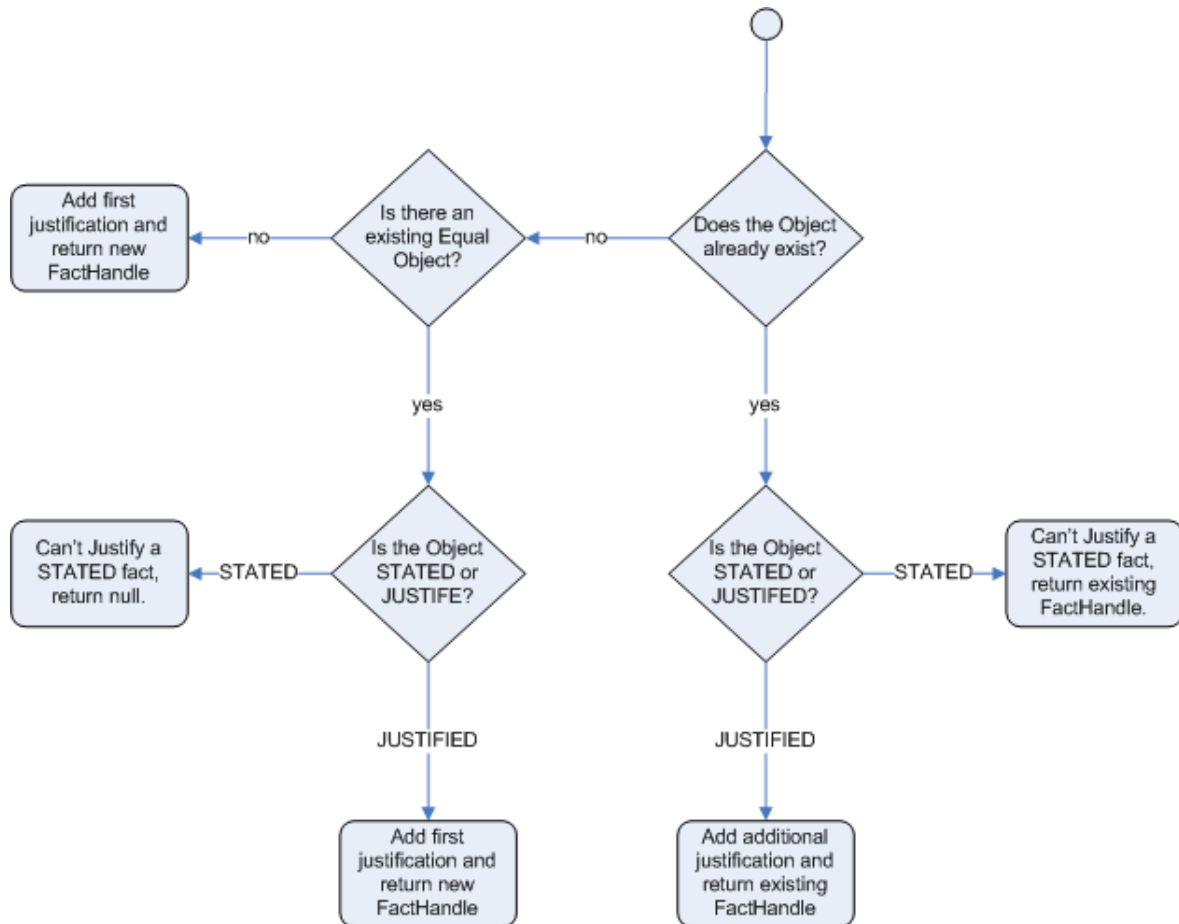 Add first
justification and
return new
FactHandle
no
Is there an
existing Equal
Object?
no
Does the Object
already exist?
yes
yes
Can't Justify a
STATED fact,
return null.
STATED
Is the Object
STATED or
JUSTIFE?
Is the Object
STATED or
JUSTIFED?
STATED
Can't Justify a
STATED fact,
return existing
FactHandle.
JUSTIFIED
JUSTIFIED
Add first
justification and
return new
FactHandle
Add additional
justification and
return existing
FactHandle